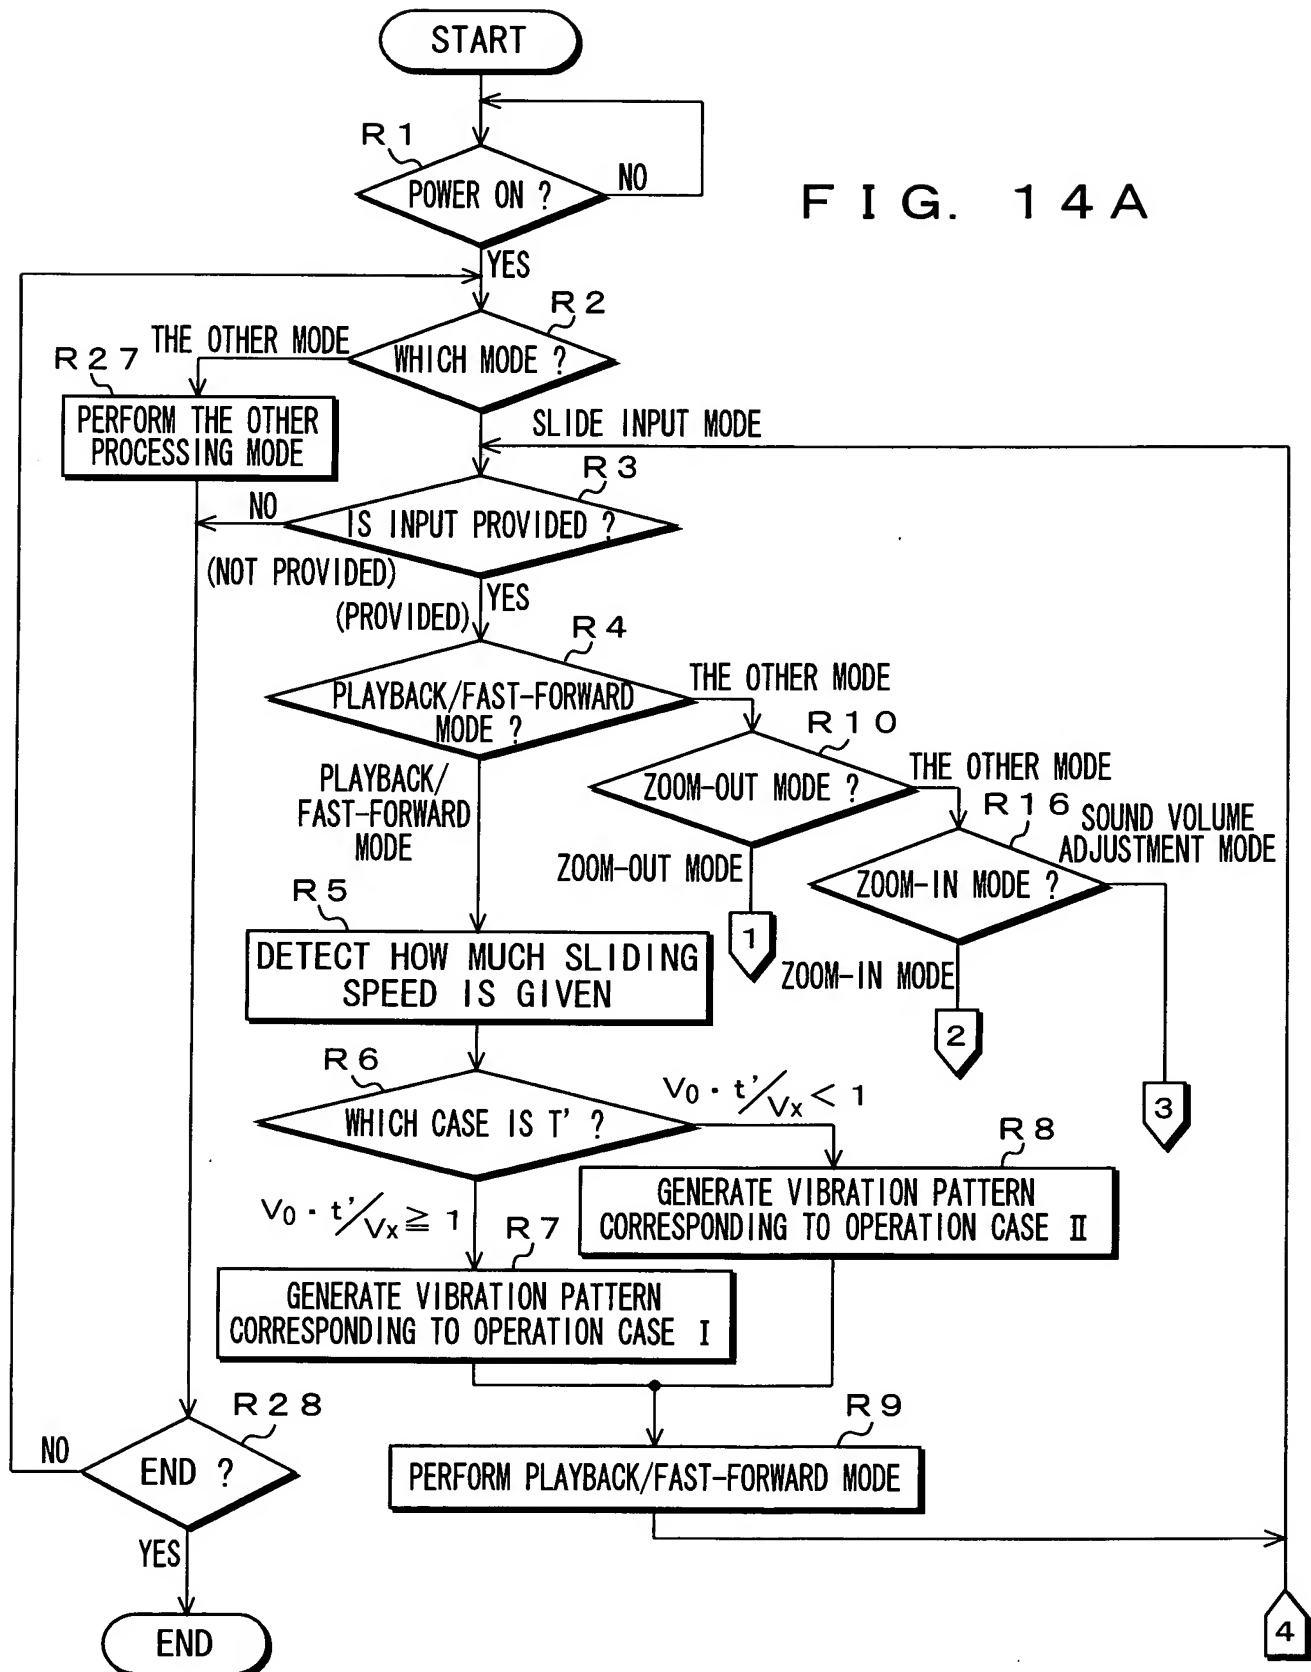 START
R1
POWER ON ?
NO
FIG. 14A
YES
R2
THE OTHER MODE
WHICH MODE ?
R27
PERFORM THE OTHER
PROCESSING MODE
SLIDE INPUT MODE
R3
NO
IS INPUT PROVIDED ?
(NOT PROVIDED)
YES
(PROVIDED)
R4
PLAYBACK/FAST-FORWARD
MODE ?
THE OTHER MODE
R10
ZOOM-OUT MODE ?
THE OTHER MODE
R16
SOUND VOLUME
ADJUSTMENT MODE
PLAYBACK/
FAST-FORWARD
MODE
ZOOM-OUT MODE
ZOOM-IN MODE ?
R5
1
DETECT HOW MUCH SLIDING
SPEED IS GIVEN
ZOOM-IN MODE
2
R6
V0・t'/Vx < 1
3
WHICH CASE IS T' ?
R8
GENERATE VIBRATION PATTERN
CORRESPONDING TO OPERATION CASE II
V0・t'/Vx ≧ 1
R7
GENERATE VIBRATION PATTERN
CORRESPONDING TO OPERATION CASE I
R28
R9
NO
END ?
PERFORM PLAYBACK/FAST-FORWARD MODE
YES
END
4